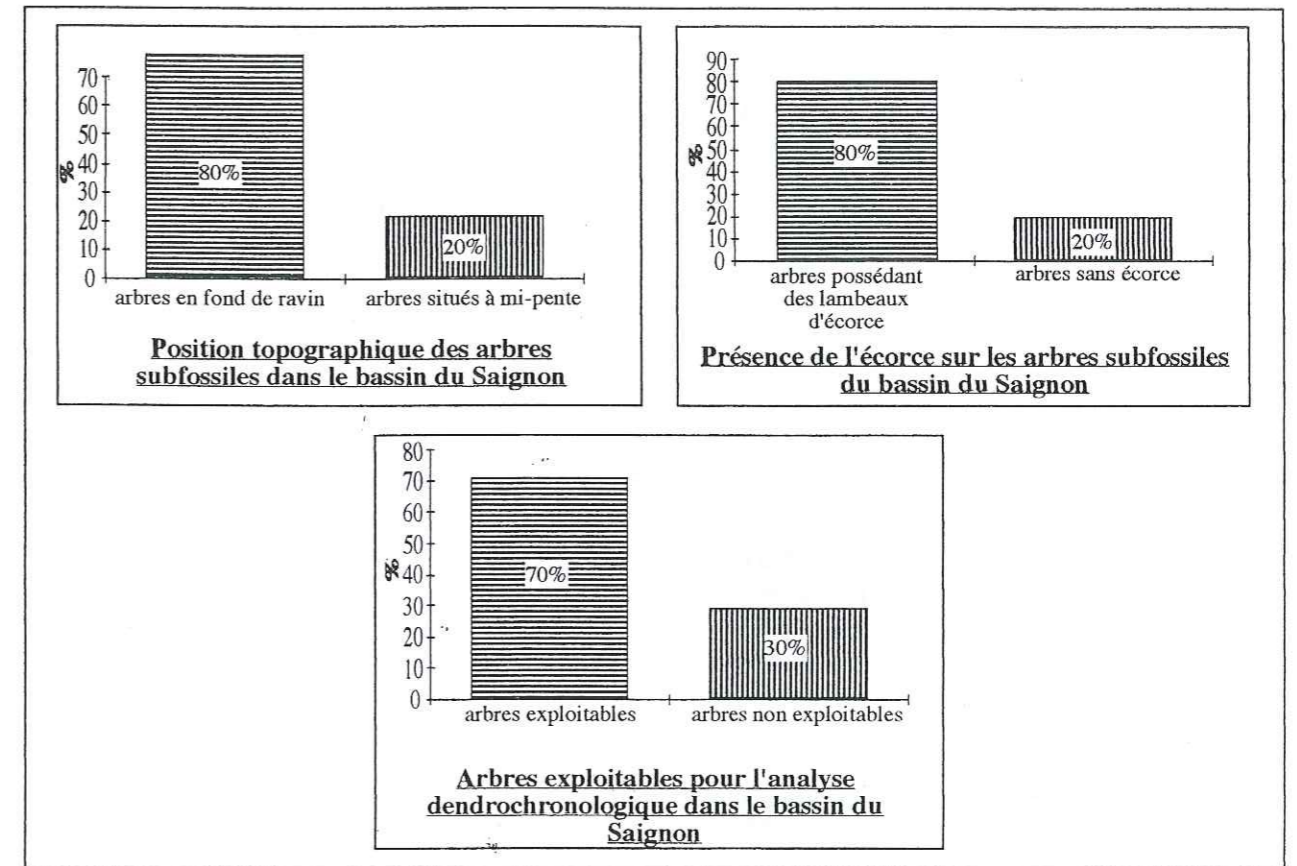 70
60
50
40
30
20
10
0
%
80%
20%
arbres en fond de ravin
arbres situés à mi-pente
Position topographique des arbres
subfossiles dans le bassin du Saignon
90
80
70
60
50
40
30
20
10
0
%
80%
20%
arbres possédant
des lambeaux
d'écorce
arbres sans écorce
Présence de l'écorce sur les arbres subfossiles
du bassin du Saignon
80
70
60
50
40
30
20
10
0
%
70%
30%
arbres exploitables
arbres non exploitables
Arbres exploitables pour l'analyse
dendrochronologique dans le bassin du
Saignon